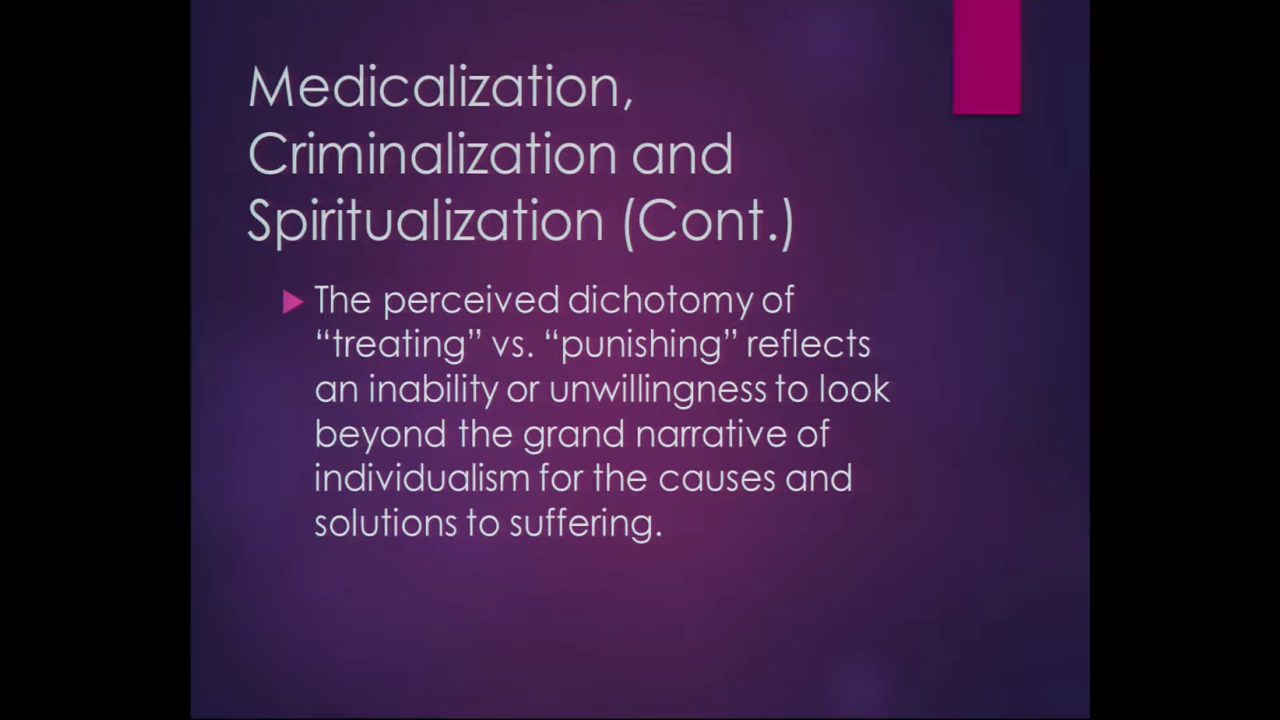 Medicalization,
Criminalization and
Spiritualization (Cont.)
The perceived dichotomy of
“treating” vs. “punishing” reflects
an inability or unwillingness to look
beyond the grand narrative of
individualism for the causes and
solutions to suffering.